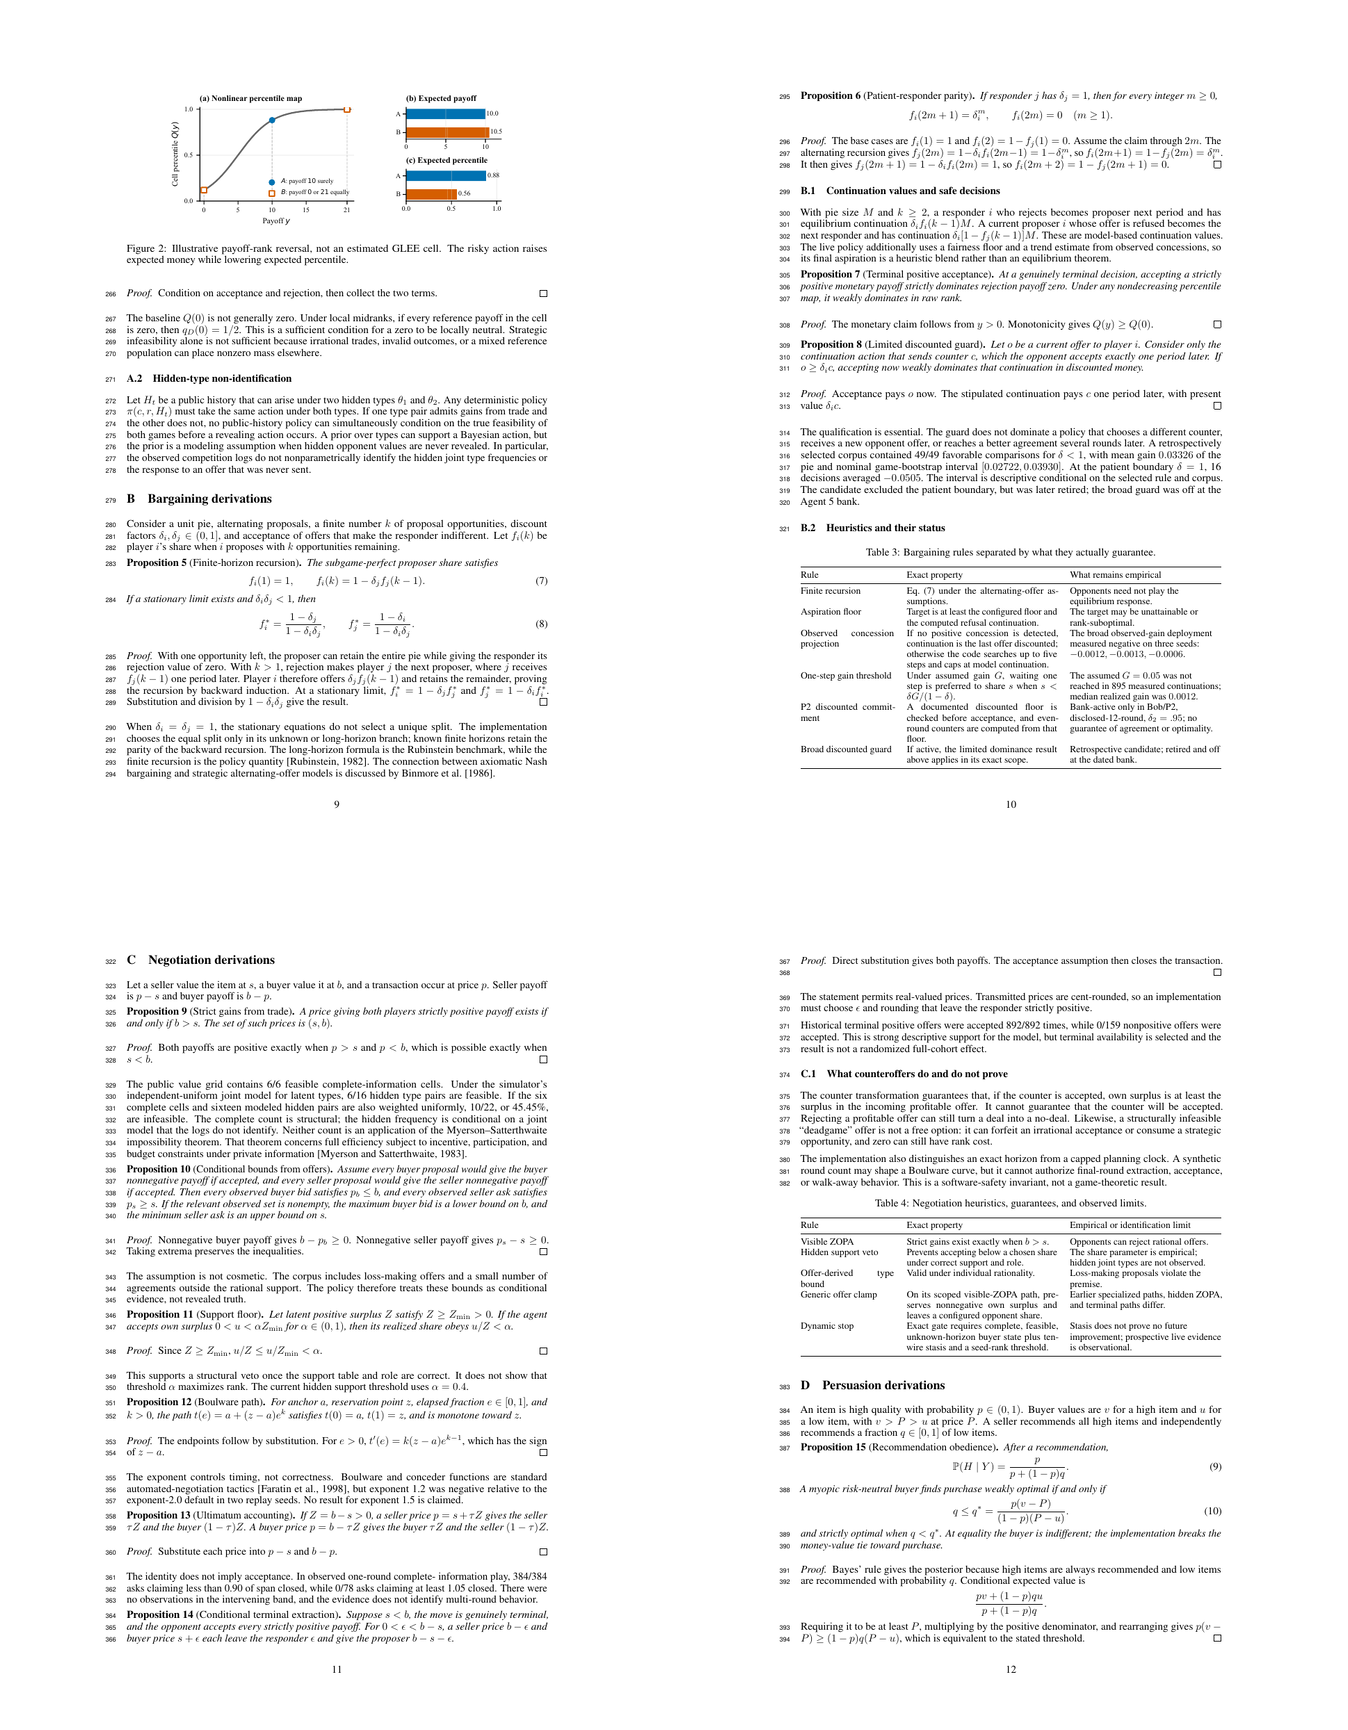 (a) Nonlinear percentile map
1.0
0.5
0.0
Cell percentile Q(y)
A: payoff 10 surely
B: payoff 0 or 21 equally
0 5 10 15 21
Payoff y
(b) Expected payoff
A 10.0
B 10.5
0 5 10
(c) Expected percentile
A 0.88
B 0.56
0.0 0.5 1.0
Figure 2: Illustrative payoff-rank reversal, not an estimated GLEE cell. The risky action raises
expected money while lowering expected percentile.
266 Proof. Condition on acceptance and rejection, then collect the two terms. □
267 The baseline Q(0) is not generally zero. Under local midranks, if every reference payoff in the cell
268 is zero, then q_D(0) = 1/2. This is a sufficient condition for a zero to be locally neutral. Strategic
269 infeasibility alone is not sufficient because irrational trades, invalid outcomes, or a mixed reference
270 population can place nonzero mass elsewhere.
271 A.2 Hidden-type non-identification
272 Let H_t be a public history that can arise under two hidden types θ_1 and θ_2. Any deterministic policy
273 π(c, r, H_t) must take the same action under both types. If one type pair admits gains from trade and
274 the other does not, no public-history policy can simultaneously condition on the true feasibility of
275 both games before a revealing action occurs. A prior over types can support a Bayesian action, but
276 the prior is a modeling assumption when hidden opponent values are never revealed. In particular,
277 the observed competition logs do not nonparametrically identify the hidden joint type frequencies or
278 the response to an offer that was never sent.
279 B Bargaining derivations
280 Consider a unit pie, alternating proposals, a finite number k of proposal opportunities, discount
281 factors δ_i, δ_j ∈ (0, 1], and acceptance of offers that make the responder indifferent. Let f_i(k) be
282 player i's share when i proposes with k opportunities remaining.
283 Proposition 5 (Finite-horizon recursion). The subgame-perfect proposer share satisfies
f_i(1) = 1, f_i(k) = 1 − δ_j f_j(k − 1). (7)
284 If a stationary limit exists and δ_iδ_j < 1, then
f_i^* = (1 − δ_j)/(1 − δ_iδ_j), f_j^* = (1 − δ_i)/(1 − δ_iδ_j). (8)
285 Proof. With one opportunity left, the proposer can retain the entire pie while giving the responder its
286 rejection value of zero. With k > 1, rejection makes player j the next proposer, where j receives
287 f_j(k − 1) one period later. Player i therefore offers δ_j f_j(k − 1) and retains the remainder, proving
288 the recursion by backward induction. At a stationary limit, f_i^* = 1 − δ_j f_j^* and f_j^* = 1 − δ_i f_i^*.
289 Substitution and division by 1 − δ_iδ_j give the result. □
290 When δ_i = δ_j = 1, the stationary equations do not select a unique split. The implementation
291 chooses the equal split only in its unknown or long-horizon branch; known finite horizons retain the
292 parity of the backward recursion. The long-horizon formula is the Rubinstein benchmark, while the
293 finite recursion is the policy quantity [Rubinstein, 1982]. The connection between axiomatic Nash
294 bargaining and strategic alternating-offer models is discussed by Binmore et al. [1986].
9
295 Proposition 6 (Patient-responder parity). If responder j has δ_j = 1, then for every integer m ≥ 0,
f_i(2m + 1) = δ_i^m, f_i(2m) = 0 (m ≥ 1).
296 Proof. The base cases are f_i(1) = 1 and f_i(2) = 1 − f_j(1) = 0. Assume the claim through 2m. The
297 alternating recursion gives f_j(2m) = 1−δ_i f_i(2m−1) = 1−δ_i^m, so f_i(2m+1) = 1−f_j(2m) = δ_i^m.
298 It then gives f_j(2m + 1) = 1 − δ_i f_i(2m) = 1, so f_i(2m + 2) = 1 − f_j(2m + 1) = 0. □
299 B.1 Continuation values and safe decisions
300 With pie size M and k ≥ 2, a responder i who rejects becomes proposer next period and has
301 equilibrium continuation δ_i f_i(k − 1)M. A current proposer i whose offer is refused becomes the
302 next responder and has continuation δ_i[1 − f_j(k − 1)]M. These are model-based continuation values.
303 The live policy additionally uses a fairness floor and a trend estimate from observed concessions, so
304 its final aspiration is a heuristic blend rather than an equilibrium theorem.
305 Proposition 7 (Terminal positive acceptance). At a genuinely terminal decision, accepting a strictly
306 positive monetary payoff strictly dominates rejection payoff zero. Under any nondecreasing percentile
307 map, it weakly dominates in raw rank.
308 Proof. The monetary claim follows from y > 0. Monotonicity gives Q(y) ≥ Q(0). □
309 Proposition 8 (Limited discounted guard). Let o be a current offer to player i. Consider only the
310 continuation action that sends counter c, which the opponent accepts exactly one period later. If
311 o ≥ δ_i c, accepting now weakly dominates that continuation in discounted money.
312 Proof. Acceptance pays o now. The stipulated continuation pays c one period later, with present
313 value δ_i c. □
314 The qualification is essential. The guard does not dominate a policy that chooses a different counter,
315 receives a new opponent offer, or reaches a better agreement several rounds later. A retrospectively
316 selected corpus contained 49/49 favorable comparisons for δ < 1, with mean gain 0.03326 of the
317 pie and nominal game-bootstrap interval [0.02722, 0.03930]. At the patient boundary δ = 1, 16
318 decisions averaged −0.0505. The interval is descriptive conditional on the selected rule and corpus.
319 The candidate excluded the patient boundary, but was later retired; the broad guard was off at the
320 Agent 5 bank.
321 B.2 Heuristics and their status
Table 3: Bargaining rules separated by what they actually guarantee.
Rule Exact property What remains empirical
Finite recursion Eq. (7) under the alternating-offer as- Opponents need not play the
sumptions. equilibrium response.
Aspiration floor Target is at least the configured floor and The target may be unattainable or
the computed refusal continuation. rank-suboptimal.
Observed concession If no positive concession is detected, The broad observed-gain deployment
projection continuation is the last offer discounted; measured negative on three seeds:
otherwise the code searches up to five −0.0012, −0.0013, −0.0006.
steps and caps at model continuation.
One-step gain threshold Under assumed gain G, waiting one The assumed G = 0.05 was not
step is preferred to share s when s < reached in 895 measured continuations;
δG/(1 − δ). median realized gain was 0.0012.
P2 discounted commit- A documented discounted floor is Bank-active only in Bob/P2,
ment checked before acceptance, and even- disclosed-12-round, δ_2 = .95; no
round counters are computed from that guarantee of agreement or optimality.
floor.
Broad discounted guard If active, the limited dominance result Retrospective candidate; retired and off
above applies in its exact scope. at the dated bank.
10
322 C Negotiation derivations
323 Let a seller value the item at s, a buyer value it at b, and a transaction occur at price p. Seller payoff
324 is p − s and buyer payoff is b − p.
325 Proposition 9 (Strict gains from trade). A price giving both players strictly positive payoff exists if
326 and only if b > s. The set of such prices is (s, b).
327 Proof. Both payoffs are positive exactly when p > s and p < b, which is possible exactly when
328 s < b. □
329 The public value grid contains 6/6 feasible complete-information cells. Under the simulator's
330 independent-uniform joint model for latent types, 6/16 hidden type pairs are feasible. If the six
331 complete cells and sixteen modeled hidden pairs are also weighted uniformly, 10/22, or 45.45%,
332 are infeasible. The complete count is structural; the hidden frequency is conditional on a joint
333 model that the logs do not identify. Neither count is an application of the Myerson–Satterthwaite
334 impossibility theorem. That theorem concerns full efficiency subject to incentive, participation, and
335 budget constraints under private information [Myerson and Satterthwaite, 1983].
336 Proposition 10 (Conditional bounds from offers). Assume every buyer proposal would give the buyer
337 nonnegative payoff if accepted, and every seller proposal would give the seller nonnegative payoff
338 if accepted. Then every observed buyer bid satisfies p_b ≤ b, and every observed seller ask satisfies
339 p_s ≥ s. If the relevant observed set is nonempty, the maximum buyer bid is a lower bound on b, and
340 the minimum seller ask is an upper bound on s.
341 Proof. Nonnegative buyer payoff gives b − p_b ≥ 0. Nonnegative seller payoff gives p_s − s ≥ 0.
342 Taking extrema preserves the inequalities. □
343 The assumption is not cosmetic. The corpus includes loss-making offers and a small number of
344 agreements outside the rational support. The policy therefore treats these bounds as conditional
345 evidence, not revealed truth.
346 Proposition 11 (Support floor). Let latent positive surplus Z satisfy Z ≥ Z_min > 0. If the agent
347 accepts own surplus 0 < u < αZ_min for α ∈ (0, 1), then its realized share obeys u/Z < α.
348 Proof. Since Z ≥ Z_min, u/Z ≤ u/Z_min < α. □
349 This supports a structural veto once the support table and role are correct. It does not show that
350 threshold α maximizes rank. The current hidden support threshold uses α = 0.4.
351 Proposition 12 (Boulware path). For anchor a, reservation point z, elapsed fraction e ∈ [0, 1], and
352 k > 0, the path t(e) = a + (z − a)e^k satisfies t(0) = a, t(1) = z, and is monotone toward z.
353 Proof. The endpoints follow by substitution. For e > 0, t′(e) = k(z − a)e^{k−1}, which has the sign
354 of z − a. □
355 The exponent controls timing, not correctness. Boulware and conceder functions are standard
356 automated-negotiation tactics [Faratin et al., 1998], but exponent 1.2 was negative relative to the
357 exponent-2.0 default in two replay seeds. No result for exponent 1.5 is claimed.
358 Proposition 13 (Ultimatum accounting). If Z = b−s > 0, a seller price p = s+τZ gives the seller
359 τZ and the buyer (1 − τ)Z. A buyer price p = b − τZ gives the buyer τZ and the seller (1 − τ)Z.
360 Proof. Substitute each price into p − s and b − p. □
361 The identity does not imply acceptance. In observed one-round complete- information play, 384/384
362 asks claiming less than 0.90 of span closed, while 0/78 asks claiming at least 1.05 closed. There were
363 no observations in the intervening band, and the evidence does not identify multi-round behavior.
364 Proposition 14 (Conditional terminal extraction). Suppose s < b, the move is genuinely terminal,
365 and the opponent accepts every strictly positive payoff. For 0 < ϵ < b − s, a seller price b − ϵ and
366 buyer price s + ϵ each leave the responder ϵ and give the proposer b − s − ϵ.
11
367 Proof. Direct substitution gives both payoffs. The acceptance assumption then closes the transaction.
368 □
369 The statement permits real-valued prices. Transmitted prices are cent-rounded, so an implementation
370 must choose ϵ and rounding that leave the responder strictly positive.
371 Historical terminal positive offers were accepted 892/892 times, while 0/159 nonpositive offers were
372 accepted. This is strong descriptive support for the model, but terminal availability is selected and the
373 result is not a randomized full-cohort effect.
374 C.1 What counteroffers do and do not prove
375 The counter transformation guarantees that, if the counter is accepted, own surplus is at least the
376 surplus in the incoming profitable offer. It cannot guarantee that the counter will be accepted.
377 Rejecting a profitable offer can still turn a deal into a no-deal. Likewise, a structurally infeasible
378 “deadgame” offer is not a free option: it can forfeit an irrational acceptance or consume a strategic
379 opportunity, and zero can still have rank cost.
380 The implementation also distinguishes an exact horizon from a capped planning clock. A synthetic
381 round count may shape a Boulware curve, but it cannot authorize final-round extraction, acceptance,
382 or walk-away behavior. This is a software-safety invariant, not a game-theoretic result.
Table 4: Negotiation heuristics, guarantees, and observed limits.
Rule Exact property Empirical or identification limit
Visible ZOPA Strict gains exist exactly when b > s. Opponents can reject rational offers.
Hidden support veto Prevents accepting below a chosen share The share parameter is empirical;
under correct support and role. hidden joint types are not observed.
Offer-derived type Valid under individual rationality. Loss-making proposals violate the
bound premise.
Generic offer clamp On its scoped visible-ZOPA path, pre- Earlier specialized paths, hidden ZOPA,
serves nonnegative own surplus and and terminal paths differ.
leaves a configured opponent share.
Dynamic stop Exact gate requires complete, feasible, Stasis does not prove no future
unknown-horizon buyer state plus ten- improvement; prospective live evidence
wire stasis and a seed-rank threshold. is observational.
383 D Persuasion derivations
384 An item is high quality with probability p ∈ (0, 1). Buyer values are v for a high item and u for
385 a low item, with v > P > u at price P. A seller recommends all high items and independently
386 recommends a fraction q ∈ [0, 1] of low items.
387 Proposition 15 (Recommendation obedience). After a recommendation,
ℙ(H | Y) = p/(p + (1 − p)q). (9)
388 A myopic risk-neutral buyer finds purchase weakly optimal if and only if
q ≤ q* = p(v − P)/((1 − p)(P − u)). (10)
389 and strictly optimal when q < q*. At equality the buyer is indifferent; the implementation breaks the
390 money-value tie toward purchase.
391 Proof. Bayes' rule gives the posterior because high items are always recommended and low items
392 are recommended with probability q. Conditional expected value is
(pv + (1 − p)qu)/(p + (1 − p)q).
393 Requiring it to be at least P, multiplying by the positive denominator, and rearranging gives p(v −
394 P) ≥ (1 − p)q(P − u), which is equivalent to the stated threshold. □
12